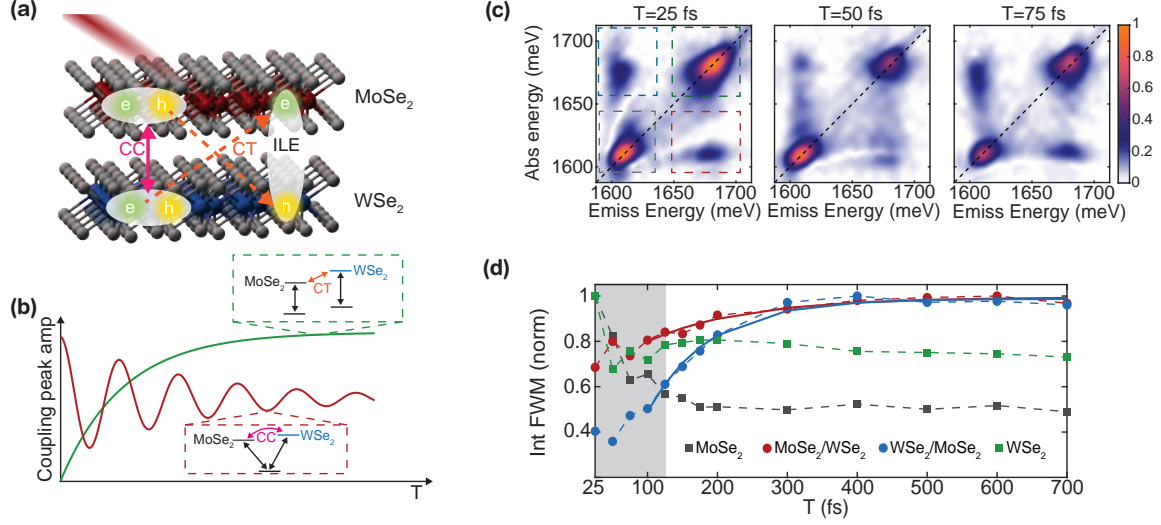 (a)
MoSe₂
e
h
e
CC
CT
ILE
WSe₂
e
h
h
(b)
Coupling peak amp
MoSe₂
WSe₂
CT
MoSe₂
CC
WSe₂
T
(c)
T=25 fs
T=50 fs
T=75 fs
Abs energy (meV)
1700
1650
1600
1600
1650
1700
1600
1650
1700
1600
1650
1700
Emiss Energy (meV)
Emiss Energy (meV)
Emiss Energy (meV)
1
0.8
0.6
0.4
0.2
0
(d)
Int FWM (norm)
1
0.8
0.6
0.4
MoSe₂
MoSe₂/WSe₂
WSe₂/MoSe₂
WSe₂
25
100
200
300
400
500
600
700
T (fs)